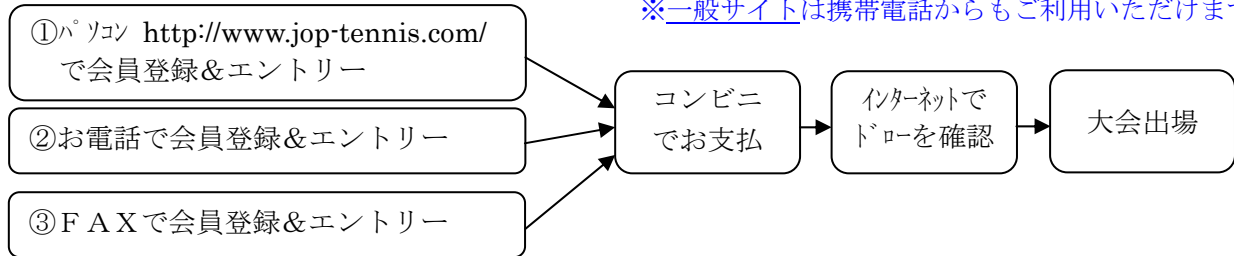 ※一般サイトは携帯電話からもご利用いただけま
①ﾊﾟｿｺﾝ http://www.jop-tennis.com/
で会員登録＆エントリー
②お電話で会員登録＆エントリー
③ＦＡＸで会員登録＆エントリー
コンビニ
でお支払
ｲﾝﾀｰﾈｯﾄで
ﾄﾞﾛｰを確認
大会出場